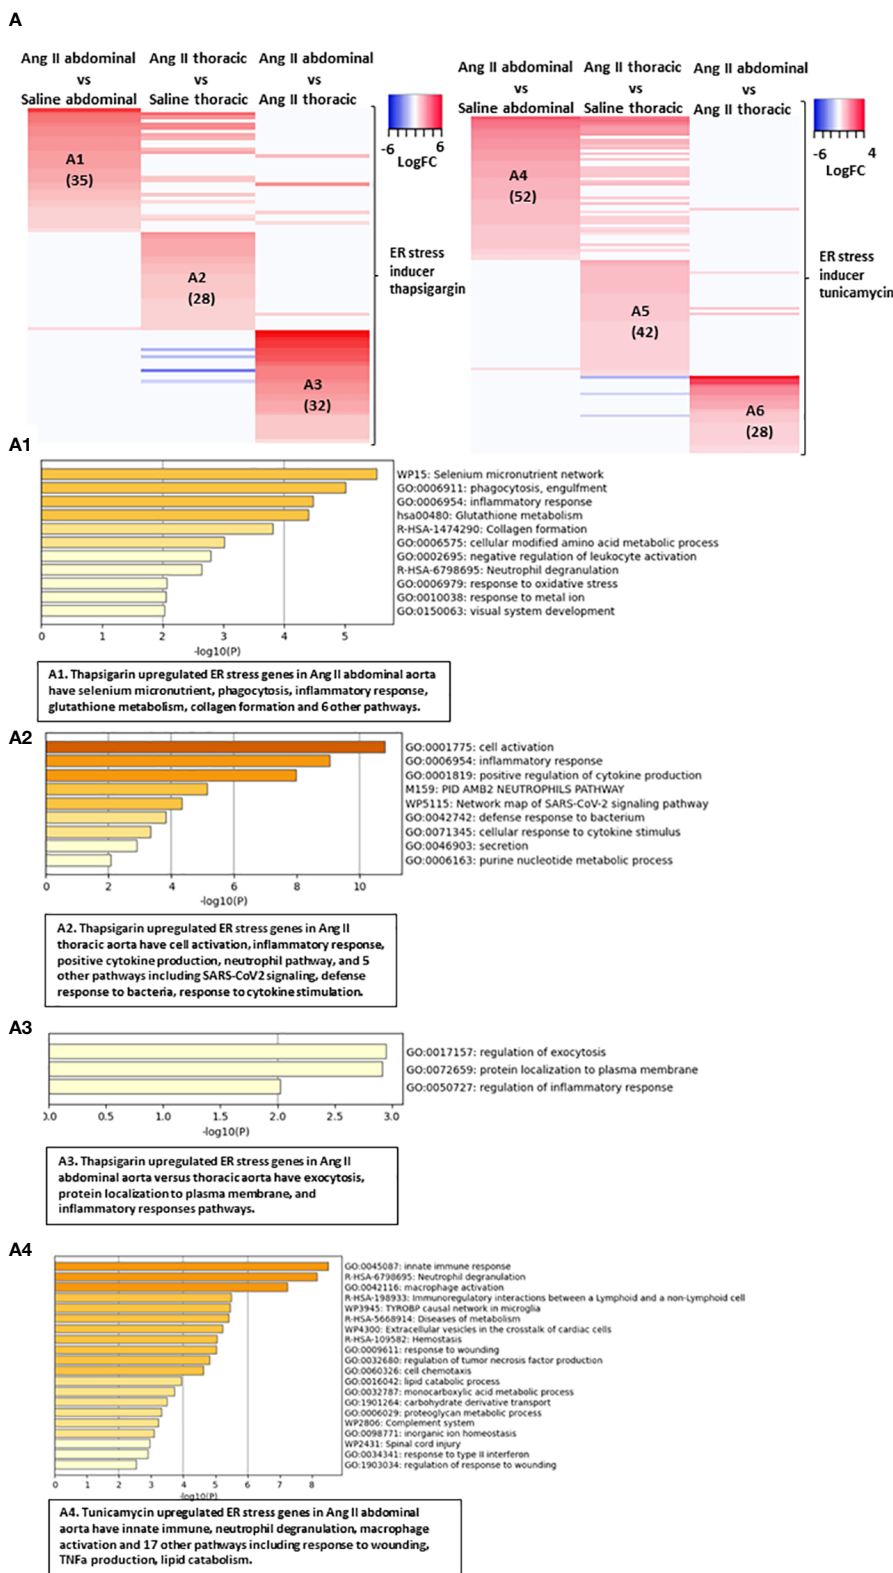 A
Ang II abdominal
vs
Saline abdominal
Ang II thoracic
vs
Saline thoracic
Ang II abdominal
vs
Ang II thoracic
-6
6
LogFC
A1
(35)
A2
(28)
A3
(32)
ER stress
inducer
thapsigargin
Ang II abdominal
vs
Saline abdominal
Ang II thoracic
vs
Saline thoracic
Ang II abdominal
vs
Ang II thoracic
-6
4
LogFC
A4
(52)
A5
(42)
A6
(28)
ER stress
inducer
tunicamycin
A1
WP15: Selenium micronutrient network
GO:0006911: phagocytosis, engulfment
GO:0006954: inflammatory response
hsa00480: Glutathione metabolism
R-HSA-1474290: Collagen formation
GO:0006575: cellular modified amino acid metabolic process
GO:0002695: negative regulation of leukocyte activation
R-HSA-6798695: Neutrophil degranulation
GO:0006979: response to oxidative stress
GO:0010038: response to metal ion
GO:0150063: visual system development
0 1 2 3 4 5
-log10(P)
A1. Thapsigarin upregulated ER stress genes in Ang II abdominal aorta
have selenium micronutrient, phagocytosis, inflammatory response,
glutathione metabolism, collagen formation and 6 other pathways.
A2
GO:0001775: cell activation
GO:0006954: inflammatory response
GO:0001819: positive regulation of cytokine production
M159: PID AMB2 NEUTROPHILS PATHWAY
WP5115: Network map of SARS-CoV-2 signaling pathway
GO:0042742: defense response to bacterium
GO:0071345: cellular response to cytokine stimulus
GO:0046903: secretion
GO:0006163: purine nucleotide metabolic process
0 2 4 6 8 10
-log10(P)
A2. Thapsigarin upregulated ER stress genes in Ang II
thoracic aorta have cell activation, inflammatory response,
positive cytokine production, neutrophil pathway, and 5
other pathways including SARS-CoV2 signaling, defense
response to bacteria, response to cytokine stimulation.
A3
GO:0017157: regulation of exocytosis
GO:0072659: protein localization to plasma membrane
GO:0050727: regulation of inflammatory response
0.0 0.5 1.0 1.5 2.0 2.5 3.0
-log10(P)
A3. Thapsigarin upregulated ER stress genes in Ang II
abdominal aorta versus thoracic aorta have exocytosis,
protein localization to plasma membrane, and
inflammatory responses pathways.
A4
GO:0045087: innate immune response
R-HSA-6798695: Neutrophil degranulation
GO:0042116: macrophage activation
R-HSA-198933: Immunoregulatory interactions between a Lymphoid and a non-Lymphoid cell
WP3945: TYROBP causal network in microglia
R-HSA-5668914: Diseases of metabolism
WP4300: Extracellular vesicles in the crosstalk of cardiac cells
R-HSA-109582: Hemostasis
GO:0009611: response to wounding
GO:0032680: regulation of tumor necrosis factor production
GO:0060326: cell chemotaxis
GO:0016042: lipid catabolic process
GO:0032787: monocarboxylic acid metabolic process
GO:1901264: carbohydrate derivative transport
GO:0006029: proteoglycan metabolic process
WP2806: Complement system
GO:0098771: inorganic ion homeostasis
WP2431: Spinal cord injury
GO:0034341: response to type II interferon
GO:1903034: regulation of response to wounding
0 1 2 3 4 5 6 7 8
-log10(P)
A4. Tunicamycin upregulated ER stress genes in Ang II abdominal
aorta have innate immune, neutrophil degranulation, macrophage
activation and 17 other pathways including response to wounding,
TNFa production, lipid catabolism.